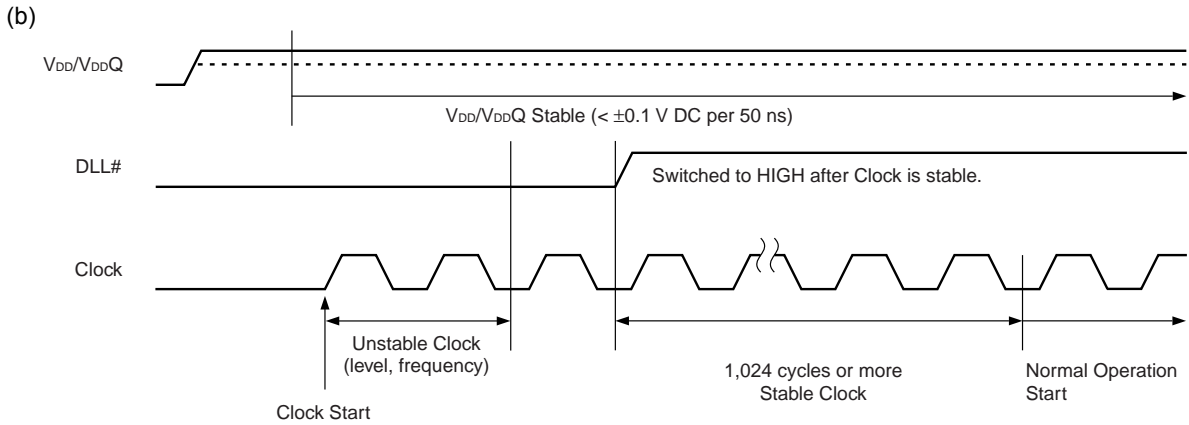 (b)
VDD/VDDQ
VDD/VDDQ Stable (< ±0.1 V DC per 50 ns)
DLL#
Switched to HIGH after Clock is stable.
Clock
Unstable Clock
(level, frequency)
1,024 cycles or more
Stable Clock
Normal Operation
Start
Clock Start